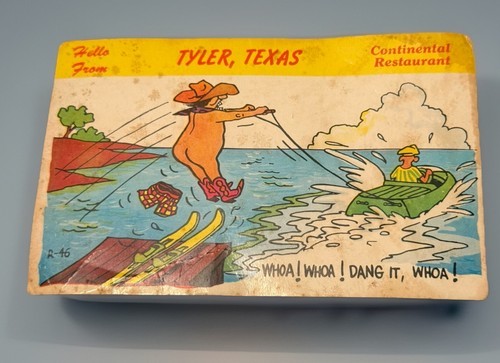 Hello
From
TYLER, TEXAS
Continental
Restaurant
R-46
WHOA! WHOA! DANG IT, WHOA!